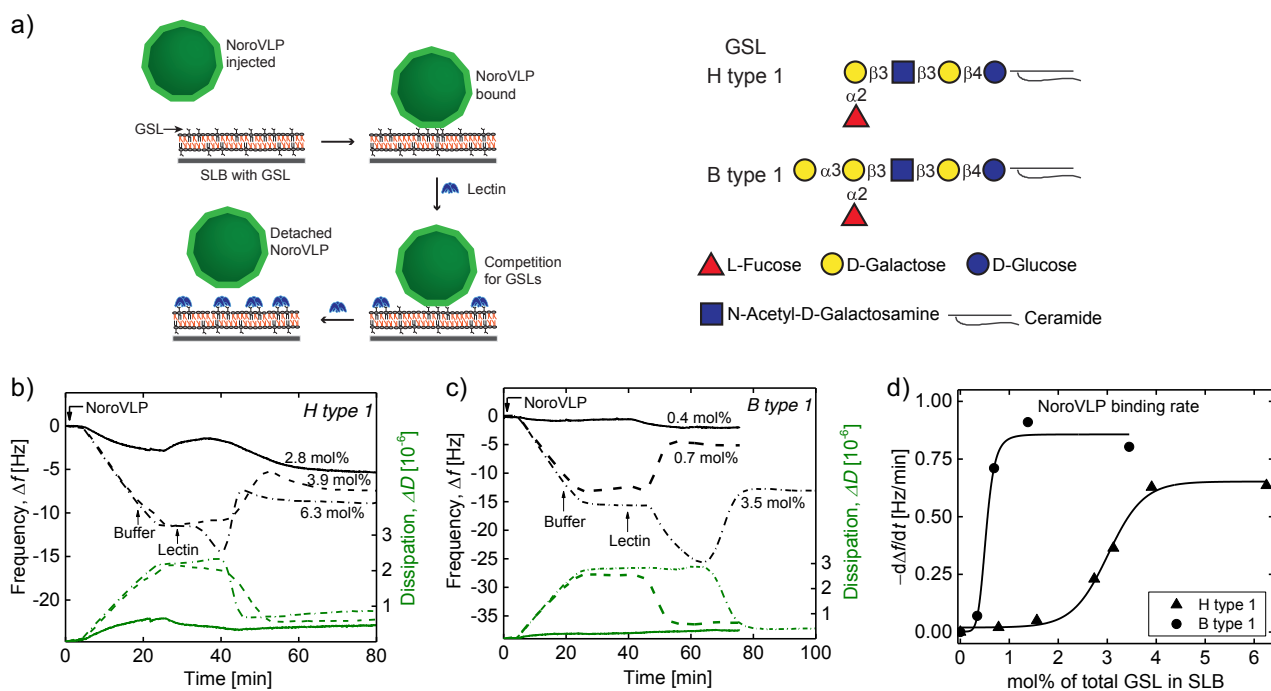 a)
NoroVLP
injected
GSL
SLB with GSL
NoroVLP
bound
Lectin
Competition
for GSLs
Detached
NoroVLP
GSL
H type 1
β3
β3
β4
α2
B type 1
α3
β3
β3
β4
α2
L-Fucose
D-Galactose
D-Glucose
N-Acetyl-D-Galactosamine
Ceramide
b)
NoroVLP
H type 1
0
-5
-10
-15
-20
Frequency, Δf [Hz]
2.8 mol%
3.9 mol%
6.3 mol%
Buffer
Lectin
3
2
1
Dissipation, ΔD [10-6]
0
20
40
60
80
Time [min]
c)
NoroVLP
B type 1
0
-5
-10
-15
-20
-25
-30
-35
Frequency, Δf [Hz]
0.4 mol%
0.7 mol%
3.5 mol%
Buffer
Lectin
3
2
1
0
Dissipation, ΔD [10-6]
0
20
40
60
80
100
Time [min]
d)
NoroVLP binding rate
1.00
0.75
0.50
0.25
0.00
−dΔf/dt [Hz/min]
H type 1
B type 1
0
1
2
3
4
5
6
mol% of total GSL in SLB